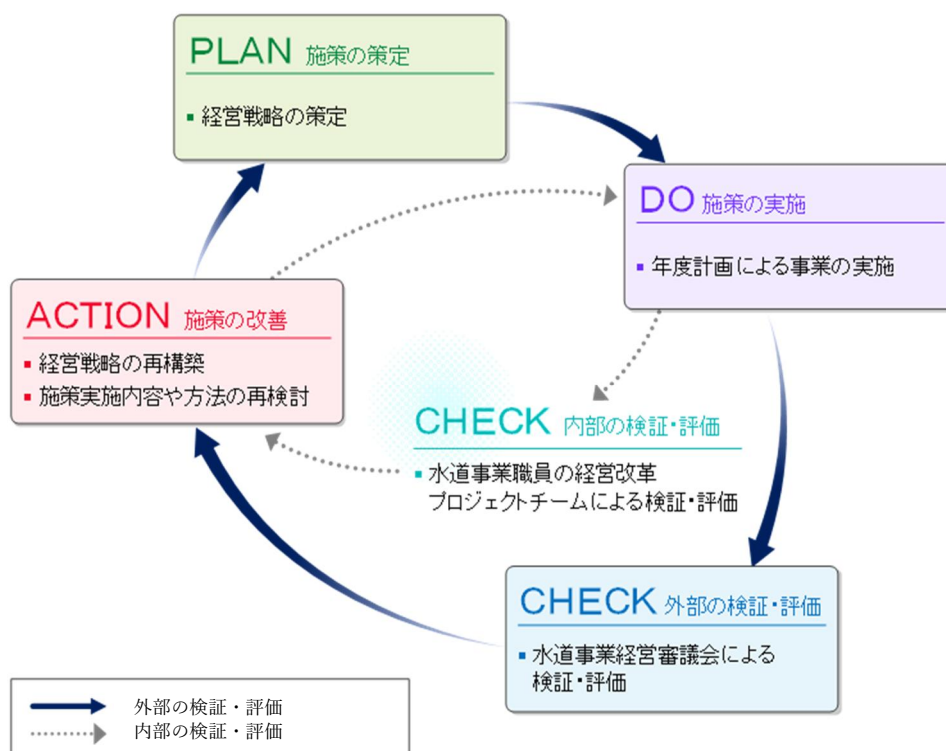 PLAN 施策の策定
▪ 経営戦略の策定
DO 施策の実施
▪ 年度計画による事業の実施
ACTION 施策の改善
▪ 経営戦略の再構築
▪ 施策実施内容や方法の再検討
CHECK 内部の検証・評価
▪ 水道事業職員の経営改革
プロジェクトチームによる検証・評価
CHECK 外部の検証・評価
▪ 水道事業経営審議会による
検証・評価
外部の検証・評価
内部の検証・評価